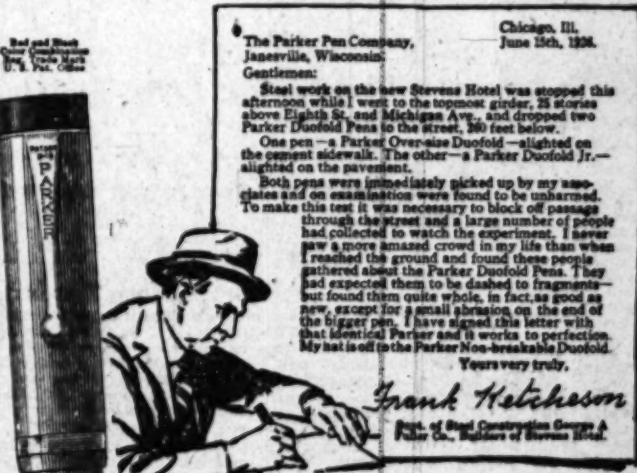 Red and Black
Color Combination
Reg. Trade Mark
U. S. Pat. Office
PARKER
Chicago, Ill.
June 15th, 1926.
The Parker Pen Company,
Janesville, Wisconsin.
Gentlemen:
Steel work on the new Stevens Hotel was stopped this
afternoon while I went to the topmost girder, 25 stories
above Eighth St. and Michigan Ave., and dropped two
Parker Duofold Pens to the street, 260 feet below.
One pen—a Parker Over-size Duofold—alighted on
the cement sidewalk. The other—a Parker Duofold Jr.—
alighted on the pavement.
Both pens were immediately picked up by my asso-
ciates and on examination were found to be unharmed.
To make this test it was necessary to block off passage
through the street and a large number of people
had collected to watch the experiment. I never
saw a more amazed crowd in my life than when
I reached the ground and found these people
gathered about the Parker Duofold Pens. They
had expected them to be dashed to fragments—
but found them quite whole, in fact, as good as
new, except for a small abrasion on the end of
the bigger pen. I have signed this letter with
that identical Parker and it works to perfection.
My hat is off to the Parker Non-breakable Duofold.
Yours very truly,
Frank Ketcheson
Supt. of Steel Construction George A
Fuller Co., Builders of Stevens Hotel.